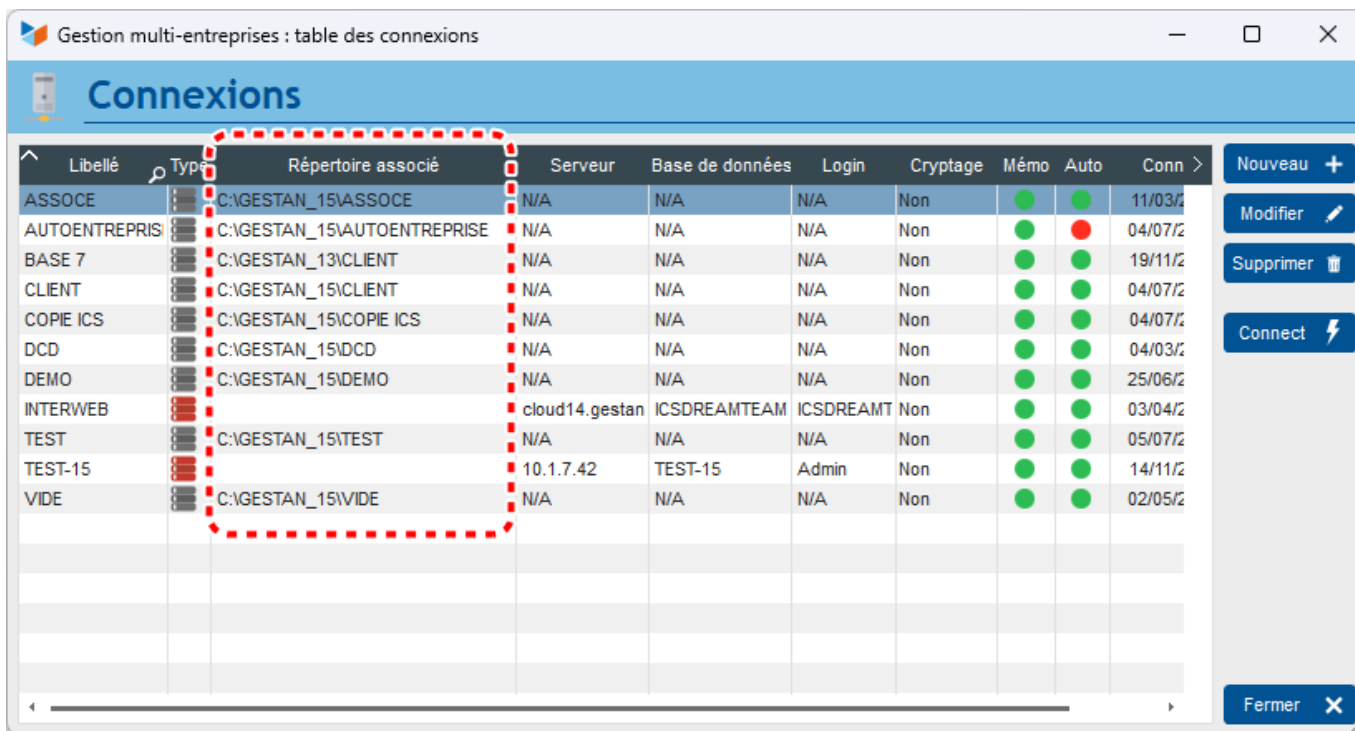 Gestion multi-entreprises : table des connexions
Connexions
Libellé Type Répertoire associé Serveur Base de données Login Cryptage Mémo Auto Conn
ASSOCE C:\GESTAN_15\ASSOCE N/A N/A N/A Non 11/03/2
AUTOENTREPRIS C:\GESTAN_15\AUTOENTREPRISE N/A N/A N/A Non 04/07/2
BASE 7 C:\GESTAN_13\CLIENT N/A N/A N/A Non 19/11/2
CLIENT C:\GESTAN_15\CLIENT N/A N/A N/A Non 04/07/2
COPIE ICS C:\GESTAN_15\COPIE ICS N/A N/A N/A Non 04/07/2
DCD C:\GESTAN_15\DCD N/A N/A N/A Non 04/03/2
DEMO C:\GESTAN_15\DEMO N/A N/A N/A Non 25/06/2
INTERWEB cloud14.gestan ICSDREAMTEAM ICSDREAMT Non 03/04/2
TEST C:\GESTAN_15\TEST N/A N/A N/A Non 05/07/2
TEST-15 10.1.7.42 TEST-15 Admin Non 14/11/2
VIDE C:\GESTAN_15\VIDE N/A N/A N/A Non 02/05/2
Nouveau
Modifier
Supprimer
Connect
Fermer